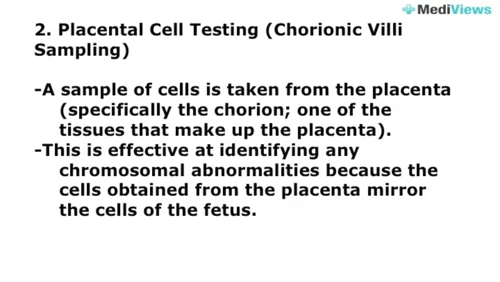 MediViews
2. Placental Cell Testing (Chorionic Villi
Sampling)
-A sample of cells is taken from the placenta
(specifically the chorion; one of the
tissues that make up the placenta).
-This is effective at identifying any
chromosomal abnormalities because the
cells obtained from the placenta mirror
the cells of the fetus.